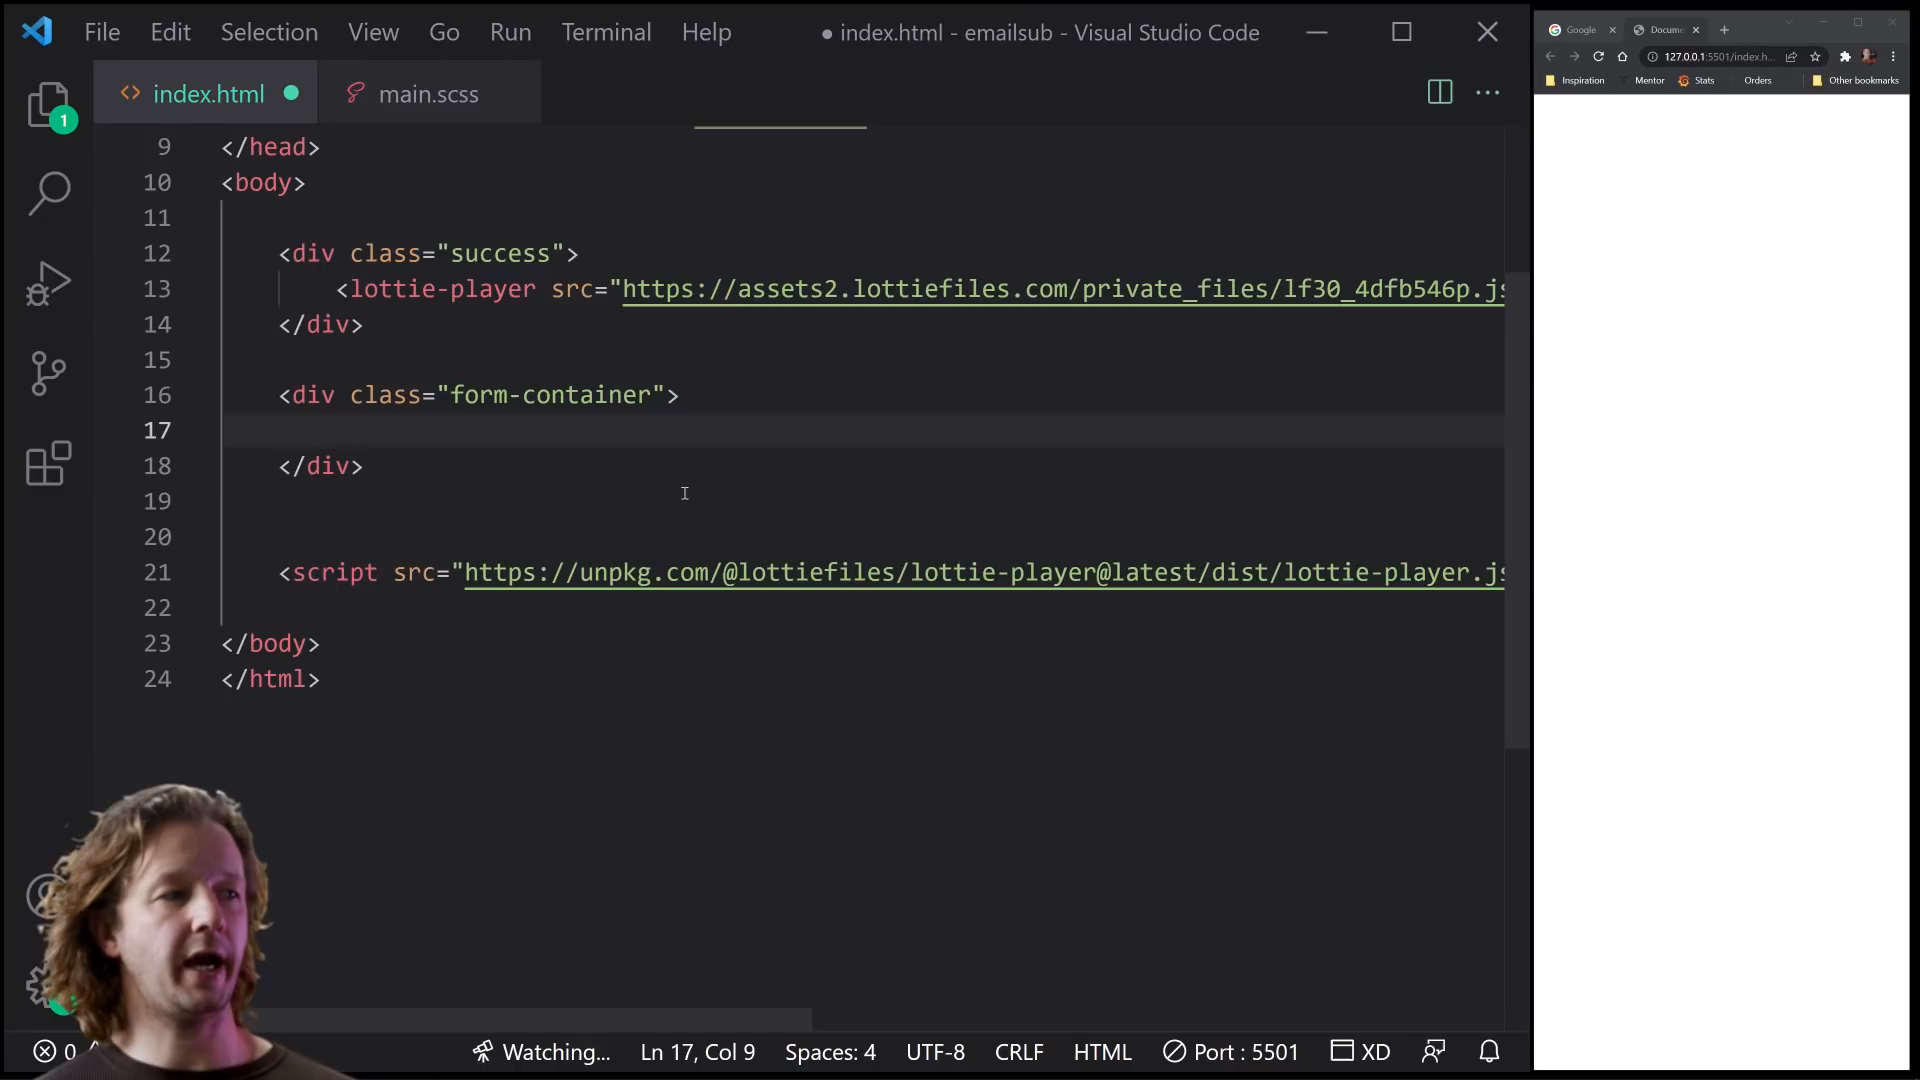 File Edit Selection View Go Run Terminal Help
● index.html - emailsub - Visual Studio Code
index.html
main.scss
1
9 </head>
10 <body>
11
12 <div class="success">
13 <lottie-player src="https://assets2.lottiefiles.com/private_files/lf30_4dfb546p.js
14 </div>
15
16 <div class="form-container">
17
18 </div>
19
20
21 <script src="https://unpkg.com/@lottiefiles/lottie-player@latest/dist/lottie-player.js
22
23 </body>
24 </html>
0
Watching...
Ln 17, Col 9
Spaces: 4
UTF-8
CRLF
HTML
Port : 5501
XD
Google
Docume
127.0.0.1:5501/index.h...
Inspiration
Mentor
Stats
Orders
Other bookmarks